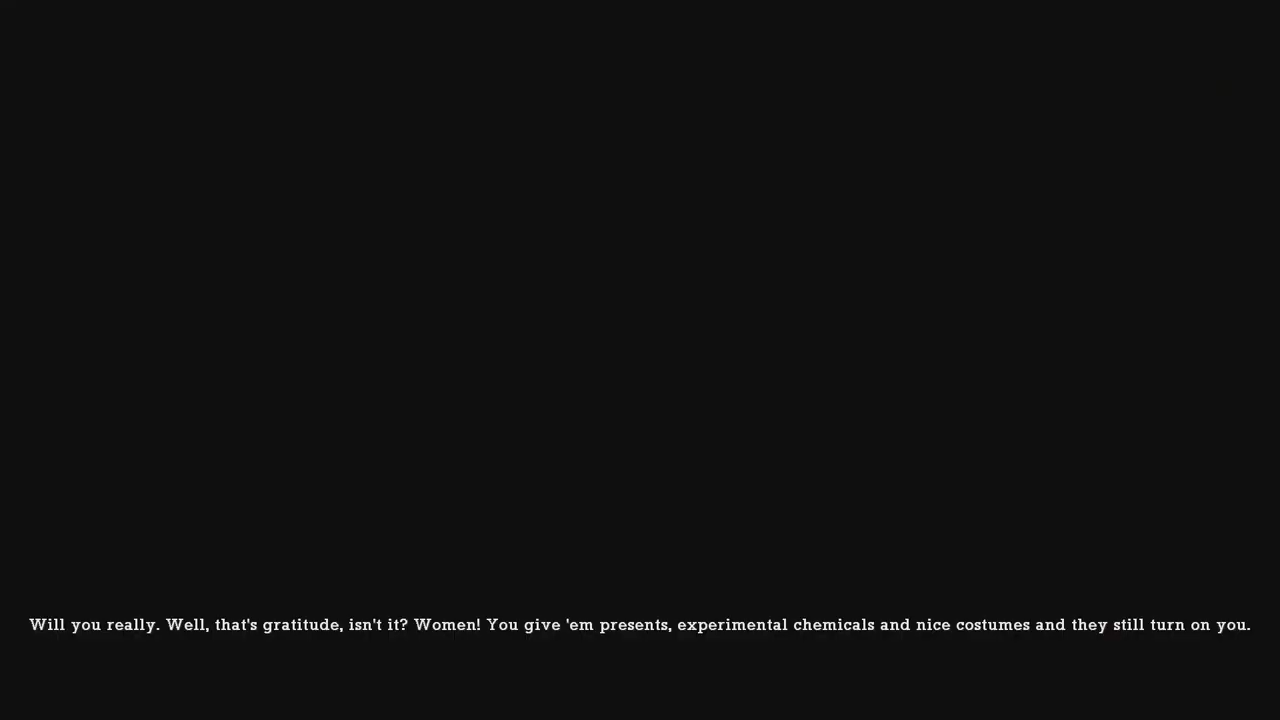 Will you really. Well, that's gratitude, isn't it? Women! You give 'em presents, experimental chemicals and nice costumes and they still turn on you.